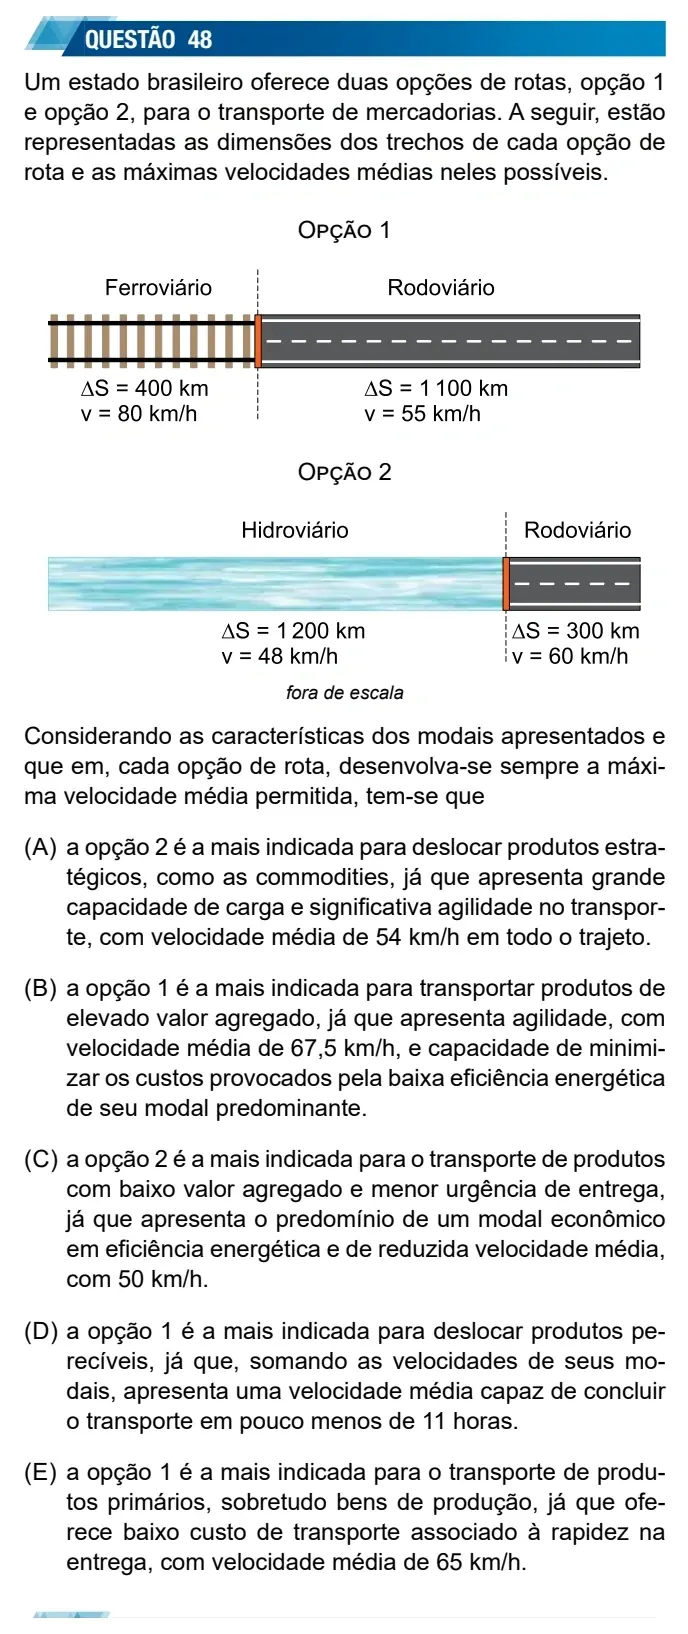 QUESTÃO 48
Um estado brasileiro oferece duas opções de rotas, opção 1
e opção 2, para o transporte de mercadorias. A seguir, estão
representadas as dimensões dos trechos de cada opção de
rota e as máximas velocidades médias neles possíveis.
OPÇÃO 1
Ferroviário Rodoviário
ΔS = 400 km ΔS = 1 100 km
v = 80 km/h v = 55 km/h
OPÇÃO 2
Hidroviário Rodoviário
ΔS = 1 200 km ΔS = 300 km
v = 48 km/h v = 60 km/h
fora de escala
Considerando as características dos modais apresentados e
que em, cada opção de rota, desenvolva-se sempre a máxi-
ma velocidade média permitida, tem-se que
(A) a opção 2 é a mais indicada para deslocar produtos estra-
tégicos, como as commodities, já que apresenta grande
capacidade de carga e significativa agilidade no transpor-
te, com velocidade média de 54 km/h em todo o trajeto.
(B) a opção 1 é a mais indicada para transportar produtos de
elevado valor agregado, já que apresenta agilidade, com
velocidade média de 67,5 km/h, e capacidade de minimi-
zar os custos provocados pela baixa eficiência energética
de seu modal predominante.
(C) a opção 2 é a mais indicada para o transporte de produtos
com baixo valor agregado e menor urgência de entrega,
já que apresenta o predomínio de um modal econômico
em eficiência energética e de reduzida velocidade média,
com 50 km/h.
(D) a opção 1 é a mais indicada para deslocar produtos pe-
recíveis, já que, somando as velocidades de seus mo-
dais, apresenta uma velocidade média capaz de concluir
o transporte em pouco menos de 11 horas.
(E) a opção 1 é a mais indicada para o transporte de produ-
tos primários, sobretudo bens de produção, já que ofe-
rece baixo custo de transporte associado à rapidez na
entrega, com velocidade média de 65 km/h.